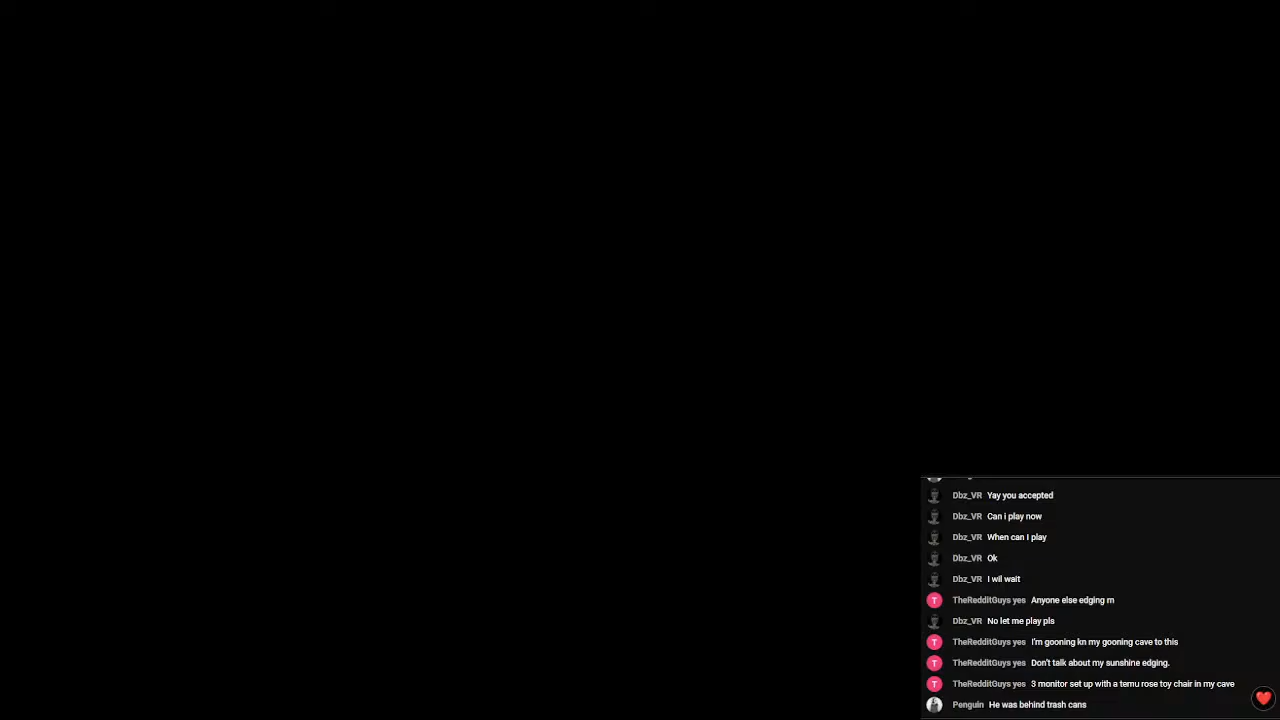 Dbz_VR Yay you accepted
Dbz_VR Can i play now
Dbz_VR When can I play
Dbz_VR Ok
Dbz_VR I wil wait
T TheRedditGuys yes Anyone else edging rn
Dbz_VR No let me play pls
T TheRedditGuys yes I'm gooning kn my gooning cave to this
T TheRedditGuys yes Don't talk about my sunshine edging.
T TheRedditGuys yes 3 monitor set up with a temu rose toy chair in my cave
Penguin He was behind trash cans